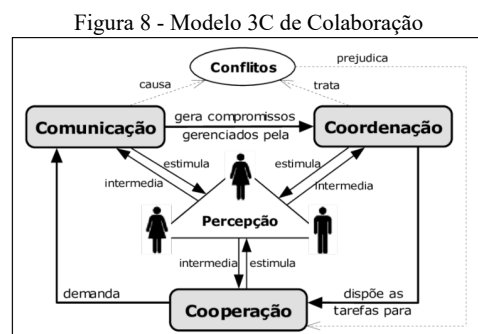 Figura 8 - Modelo 3C de Colaboração
Conflitos
prejudica
causa
trata
Comunicação
gera compromissos
gerenciados pela
Coordenação
estimula
intermedia
estimula
intermedia
Percepção
intermedia
estimula
demanda
dispõe as
tarefas para
Cooperação